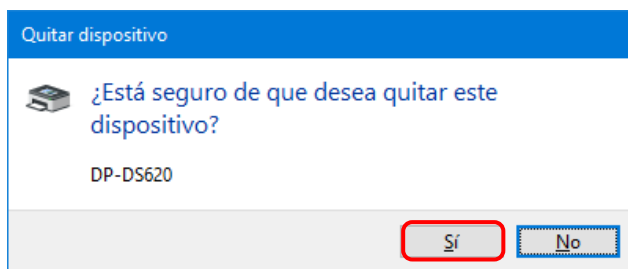 Quitar dispositivo
¿Está seguro de que desea quitar este
dispositivo?
DP-DS620
Sí
No